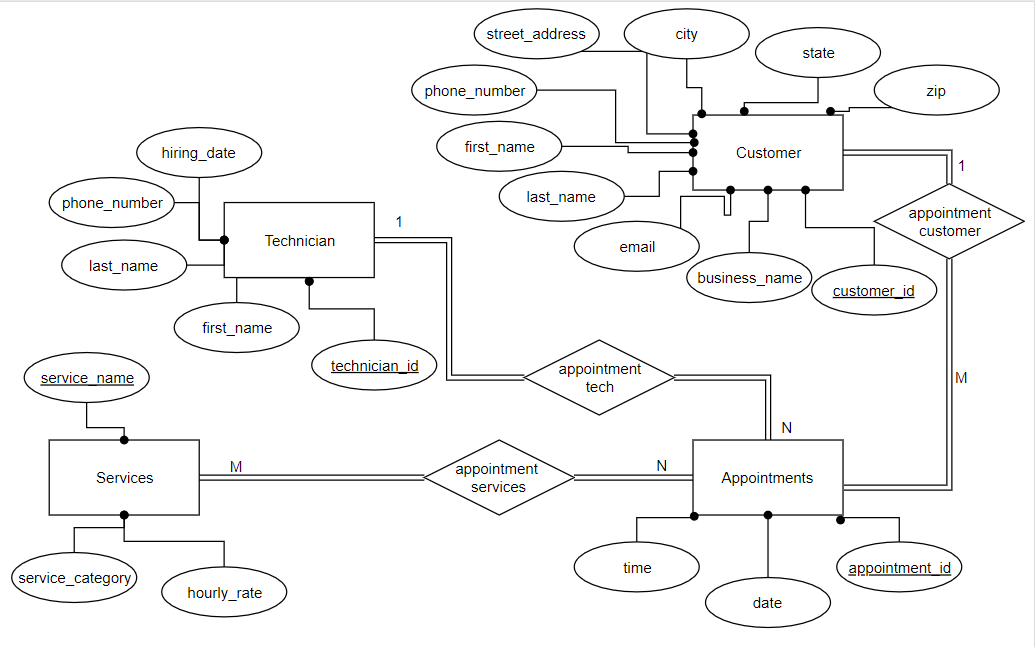 street_address
city
state
phone_number
zip
first_name
Customer
hiring_date
1
last_name
phone_number
appointment
customer
1
Technician
email
last_name
business_name
customer_id
first_name
technician_id
appointment
tech
service_name
M
N
M
N
appointment
services
Services
Appointments
time
appointment_id
service_category
hourly_rate
date